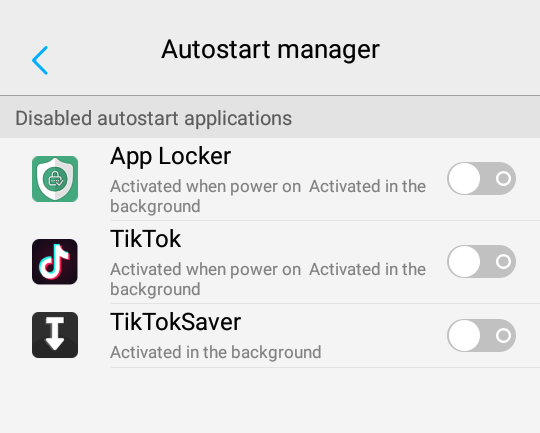 Autostart manager
Disabled autostart applications
App Locker
Activated when power on  Activated in the
background
TikTok
Activated when power on  Activated in the
background
TikTokSaver
Activated in the background